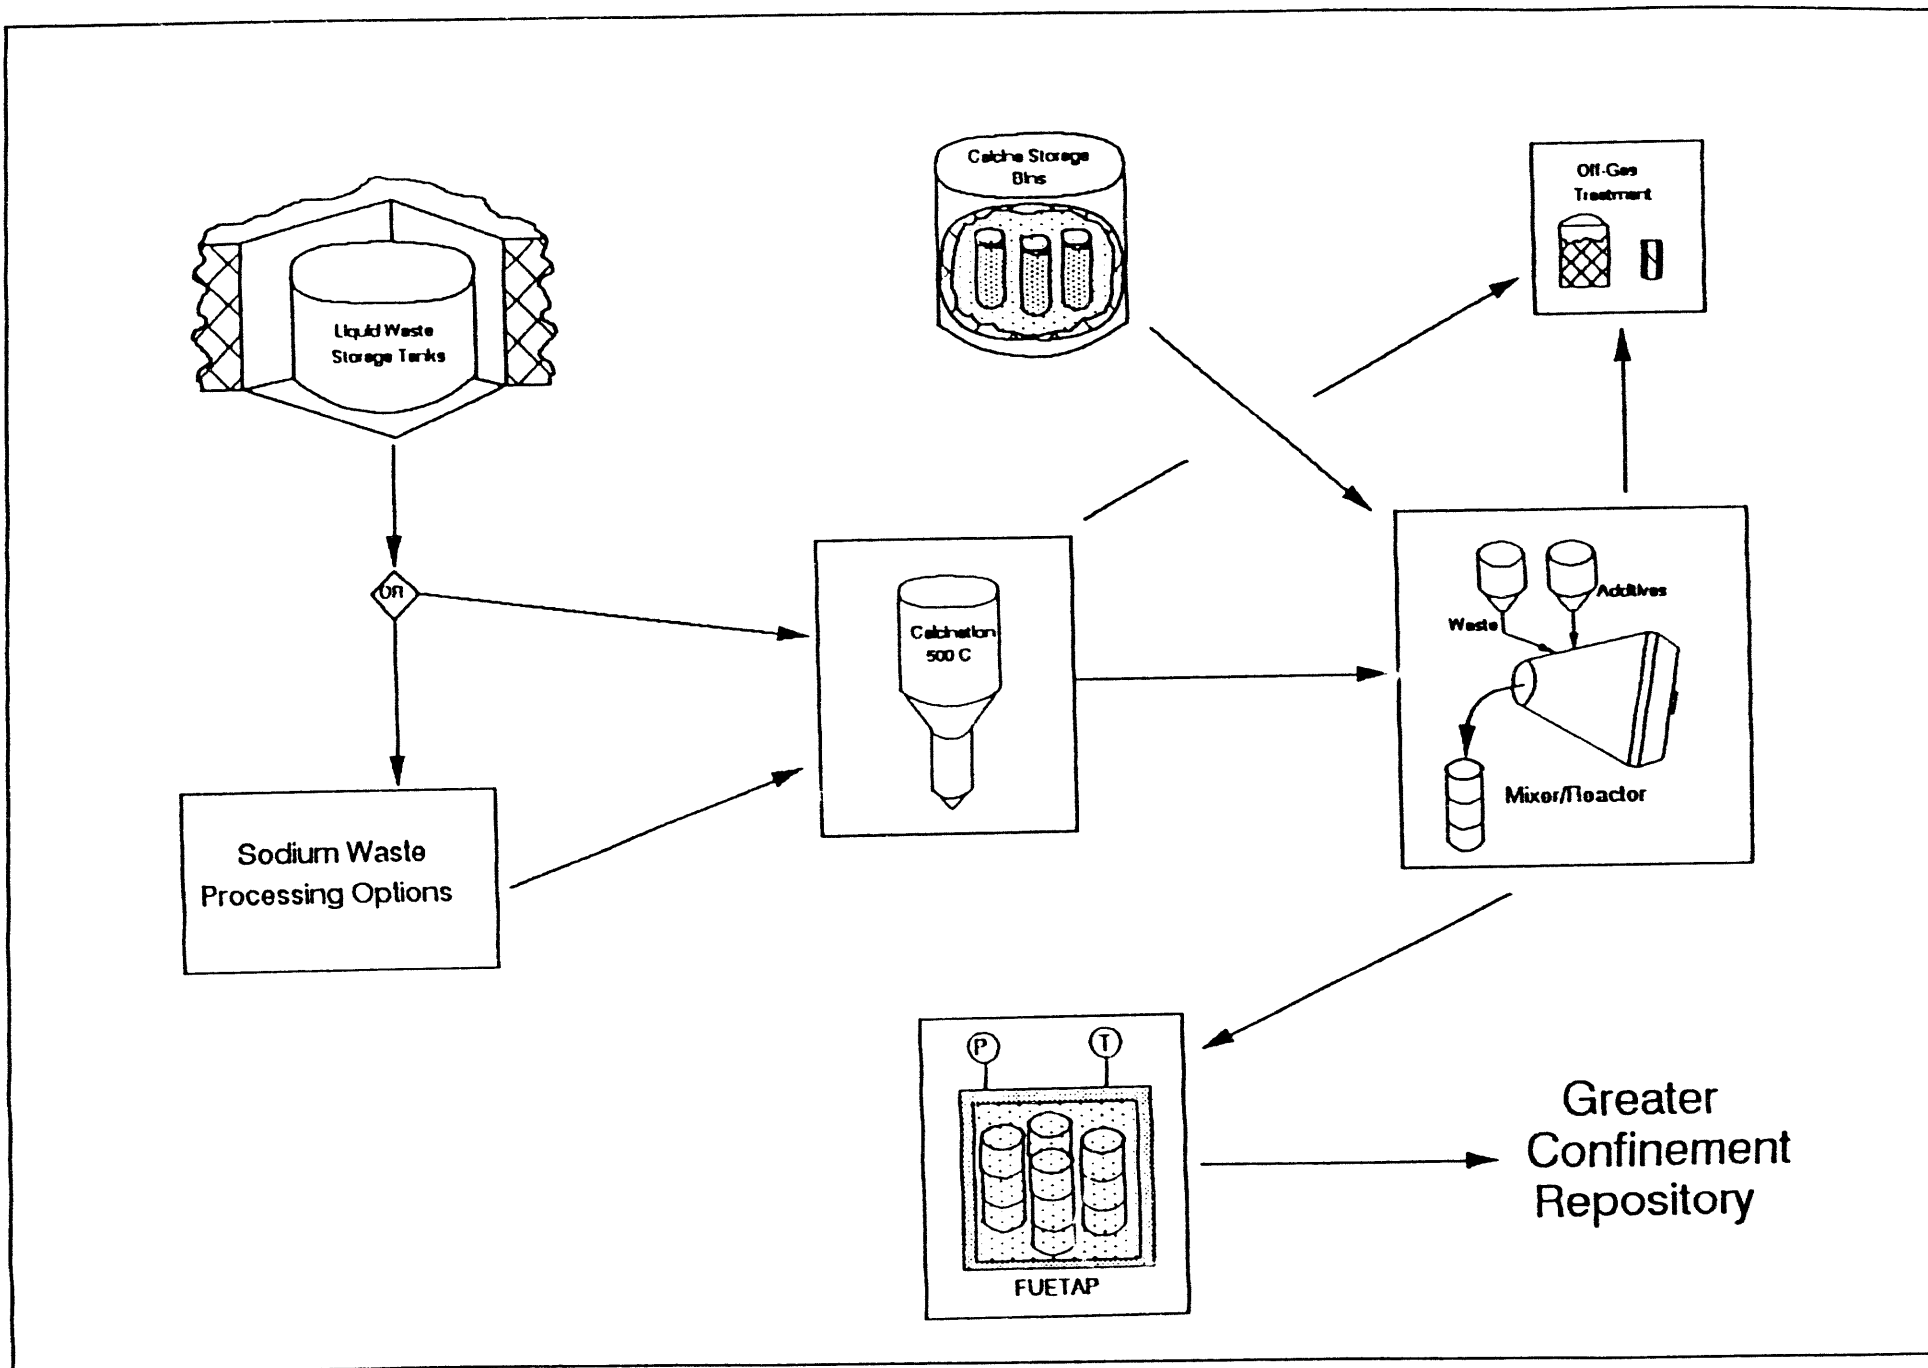 Calcine Storage
Bins
Off-Gas
Treatment
Liquid Waste
Storage Tanks
OR
Calcination
500 C
Additives
Waste
Mixer/Reactor
Sodium Waste
Processing Options
P
T
FUETAP
Greater
Confinement
Repository